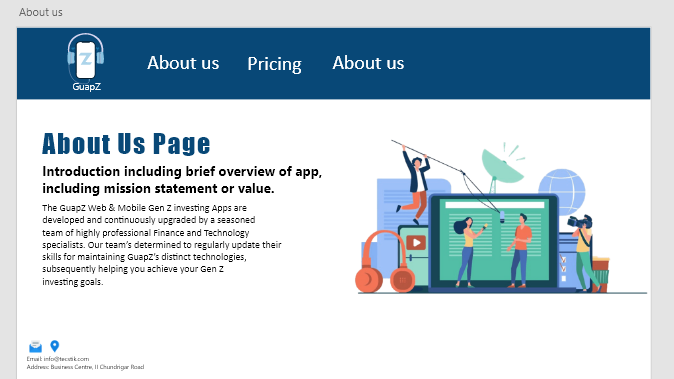 About us
Z
GuapZ
About us
Pricing
About us
About Us Page
Introduction including brief overview of app,
including mission statement or value.
The GuapZ Web & Mobile Gen Z investing Apps are
developed and continuously upgraded by a seasoned
team of highly professional Finance and Technology
specialists. Our team's determined to regularly update their
skills for maintaining GuapZ's distinct technologies,
subsequently helping you achieve your Gen Z
investing goals.
Email: info@tecstik.com
Address: Business Centre, II Chundrigar Road